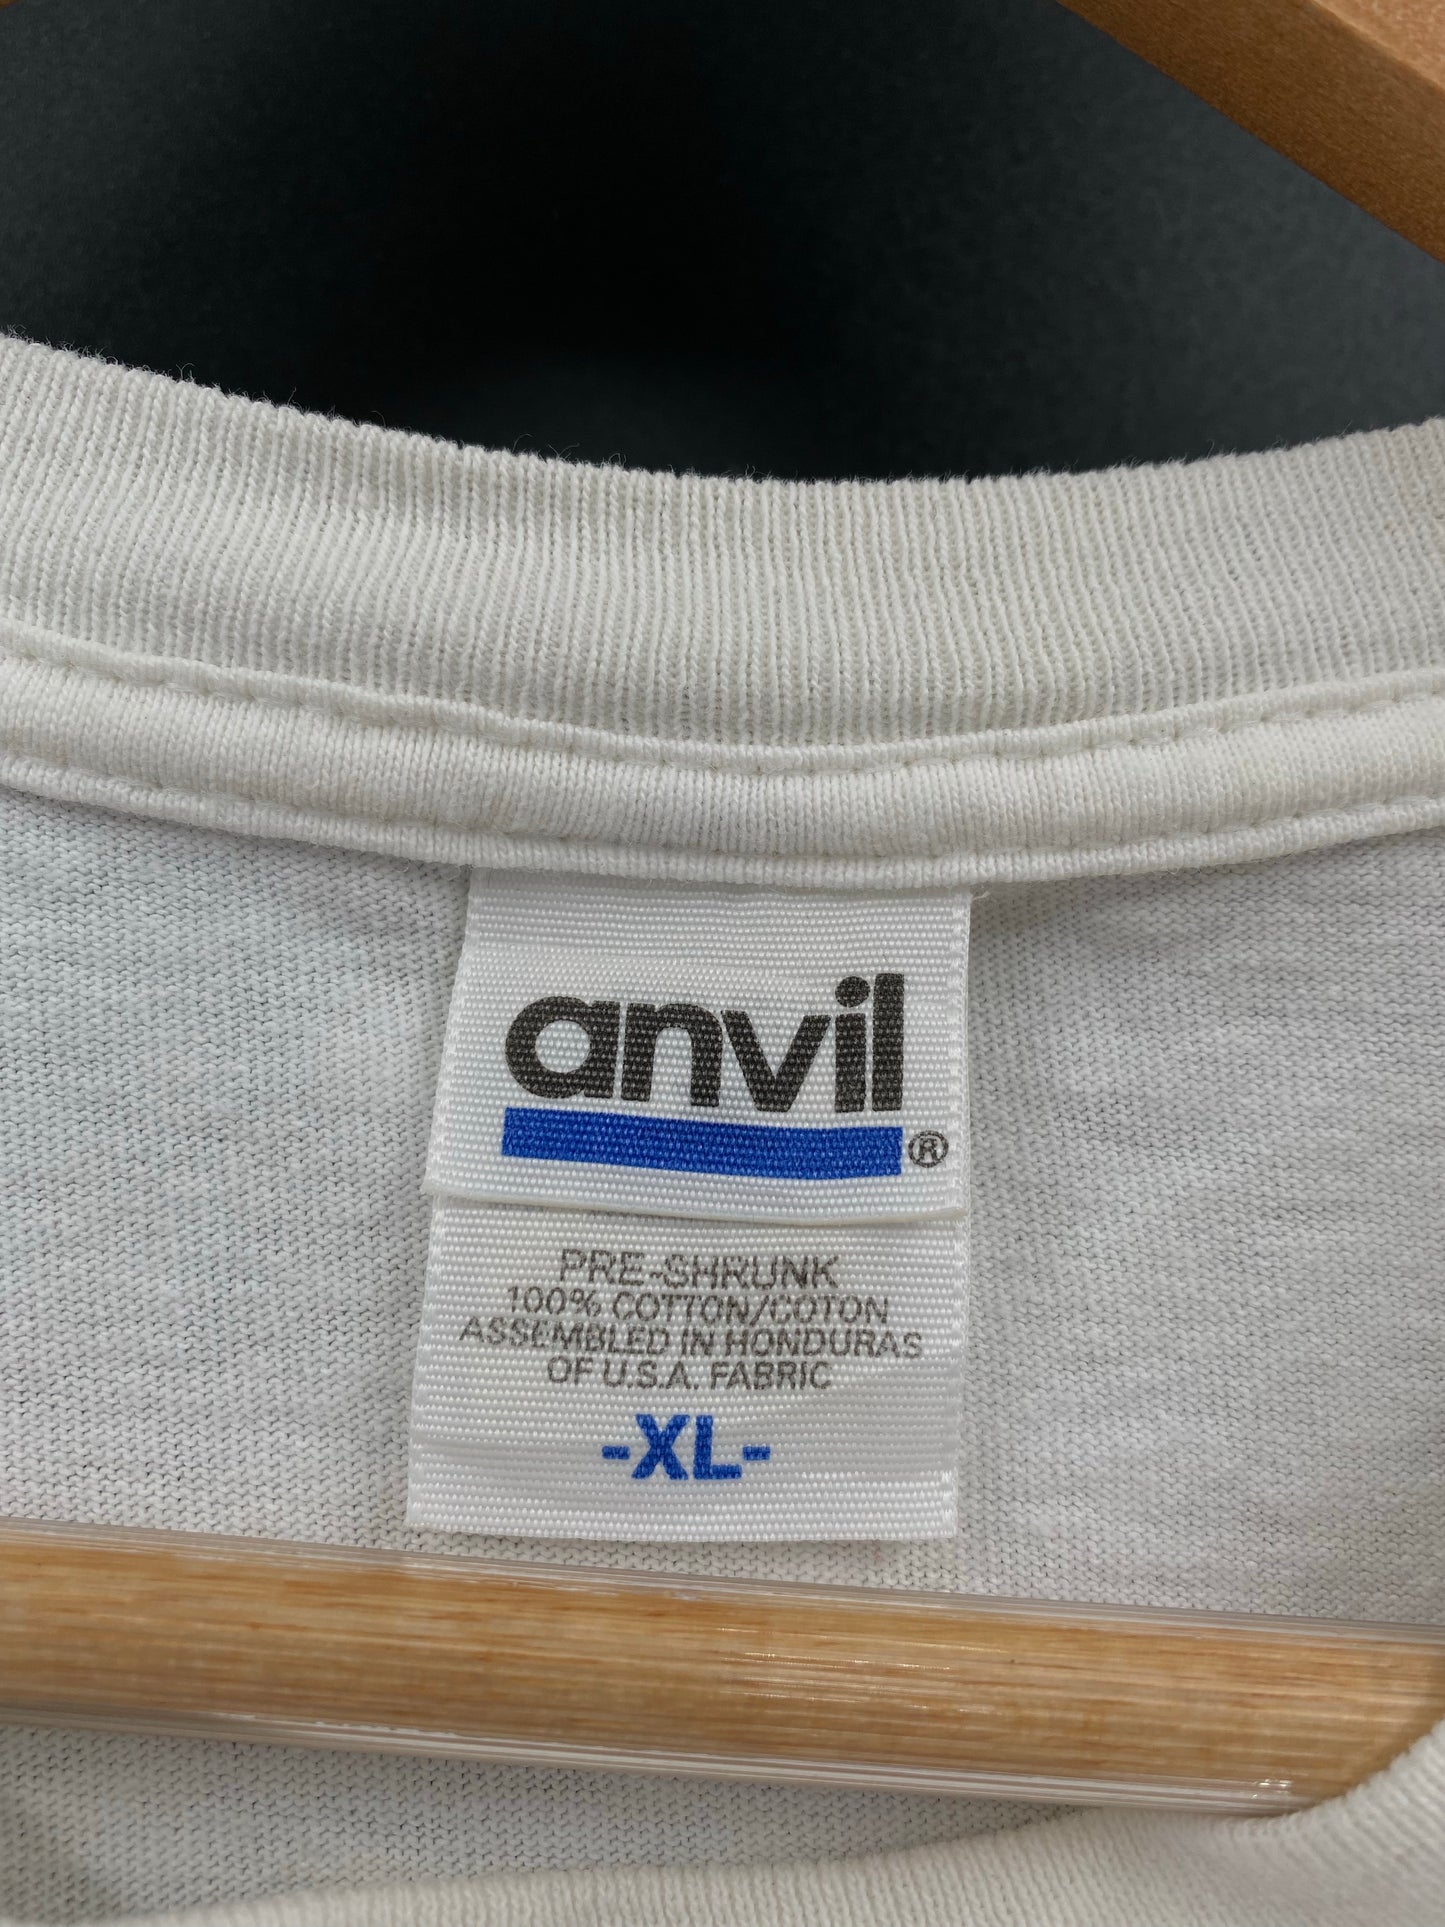 anvil®
PRE-SHRUNK
100% COTTON/COTON
ASSEMBLED IN HONDURAS
OF U.S.A. FABRIC
-XL-